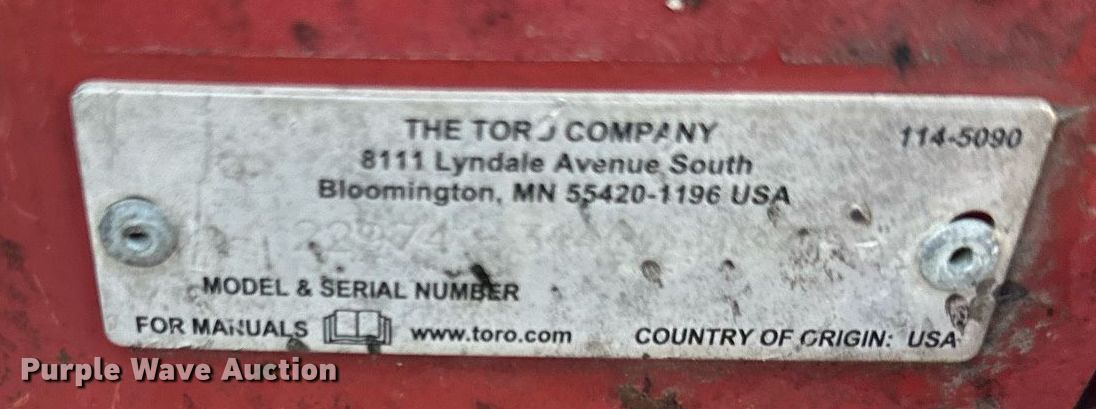 THE TORO COMPANY
114-5090
8111 Lyndale Avenue South
Bloomington, MN 55420-1196 USA
MODEL & SERIAL NUMBER
FOR MANUALS www.toro.com
COUNTRY OF ORIGIN: USA
Purple Wave Auction